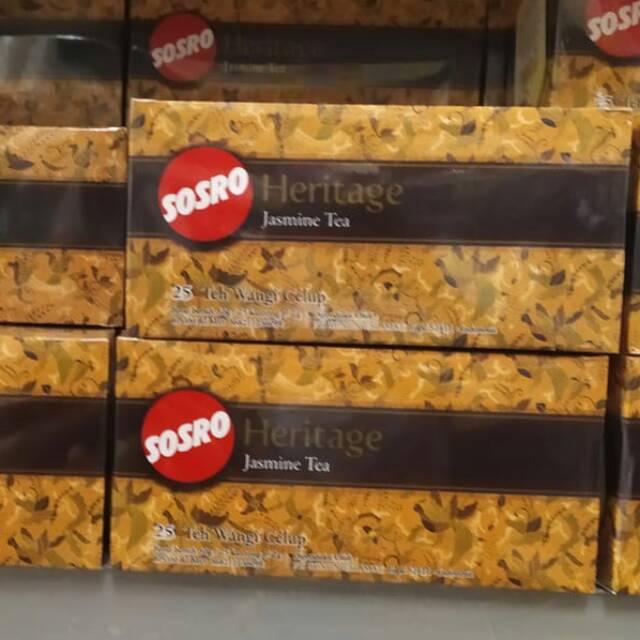 SOSRO
Heritage
Jasmine Tea
SOSRO
SOSRO
Heritage
Jasmine Tea
25 Teh Wangi Celup
SOSRO
Heritage
Jasmine Tea
25 Teh Wangi Celup